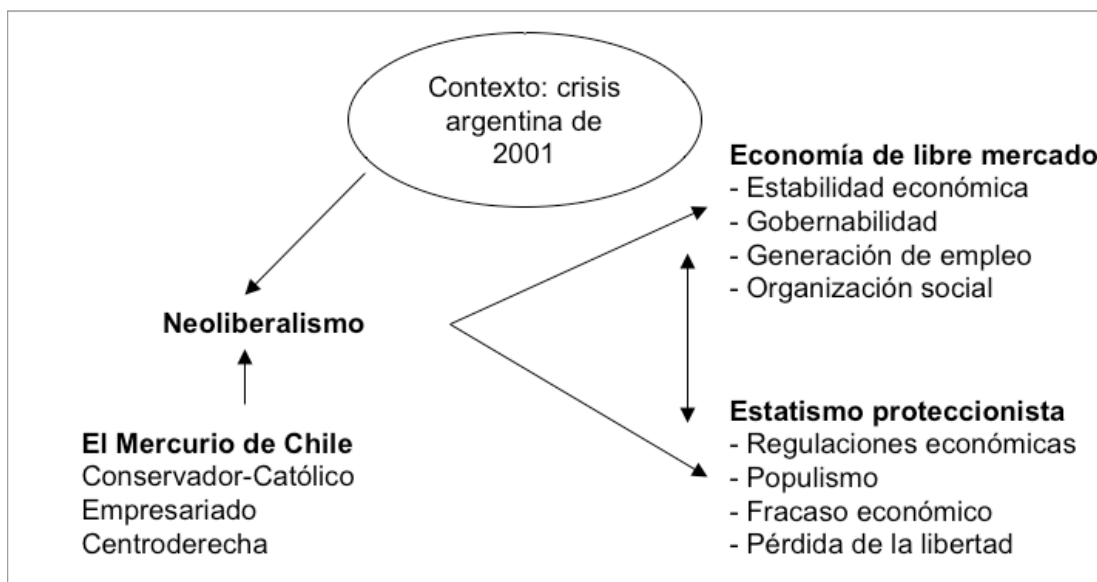 Contexto: crisis
argentina de
2001
Economía de libre mercado
- Estabilidad económica
- Gobernabilidad
- Generación de empleo
- Organización social
Neoliberalismo
El Mercurio de Chile
Conservador-Católico
Empresariado
Centroderecha
Estatismo proteccionista
- Regulaciones económicas
- Populismo
- Fracaso económico
- Pérdida de la libertad